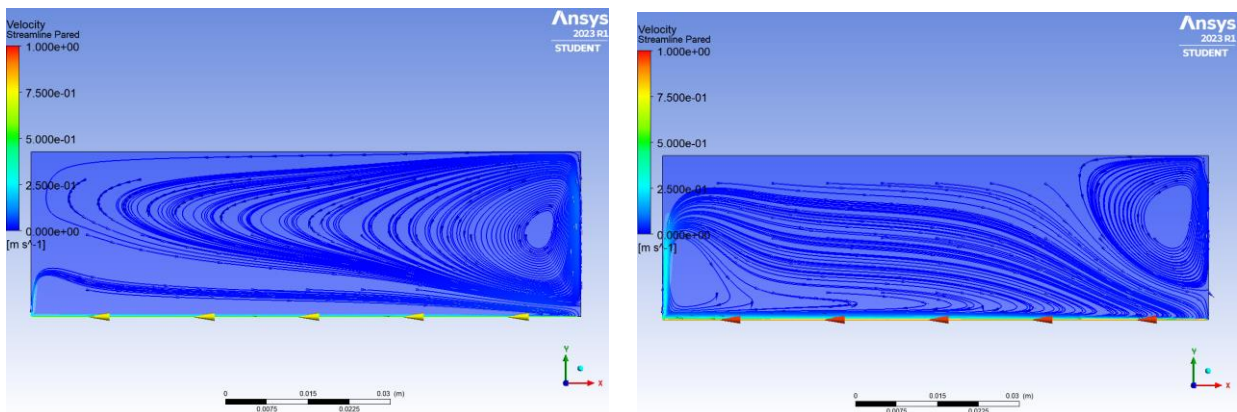 Velocity
Streamline Pared
1.000e+00
7.500e-01
5.000e-01
2.500e-01
0.000e+00
[m s^-1]
Ansys
2023 R1
STUDENT
Y
X
0 0.015 0.03 (m)
0.0075 0.0225
Velocity
Streamline Pared
1.000e+00
7.500e-01
5.000e-01
2.500e-01
0.000e+00
[m s^-1]
Ansys
2023 R1
STUDENT
Y
X
0 0.015 0.03 (m)
0.0075 0.0225